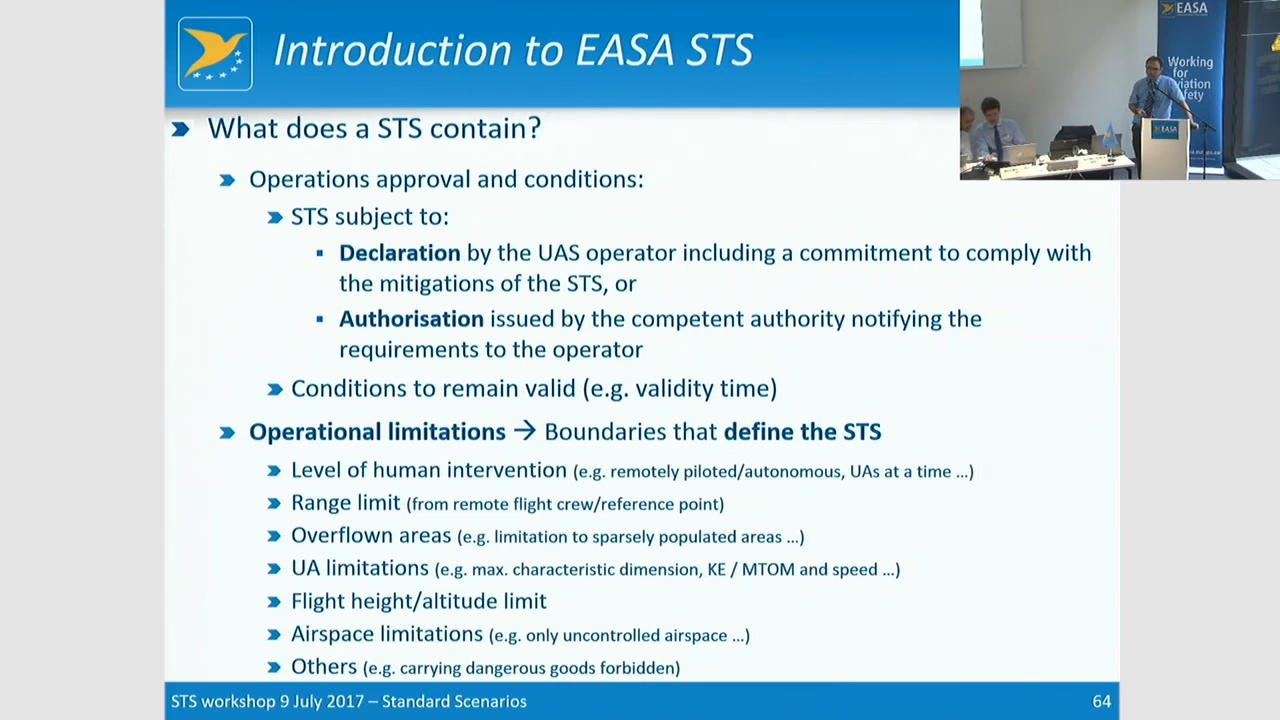 Introduction to EASA STS
What does a STS contain?
Operations approval and conditions:
STS subject to:
Declaration by the UAS operator including a commitment to comply with
the mitigations of the STS, or
Authorisation issued by the competent authority notifying the
requirements to the operator
Conditions to remain valid (e.g. validity time)
Operational limitations → Boundaries that define the STS
Level of human intervention (e.g. remotely piloted/autonomous, UAs at a time ...)
Range limit (from remote flight crew/reference point)
Overflown areas (e.g. limitation to sparsely populated areas ...)
UA limitations (e.g. max. characteristic dimension, KE / MTOM and speed ...)
Flight height/altitude limit
Airspace limitations (e.g. only uncontrolled airspace ...)
Others (e.g. carrying dangerous goods forbidden)
STS workshop 9 July 2017 – Standard Scenarios
64
EASA
Working
for
EASA